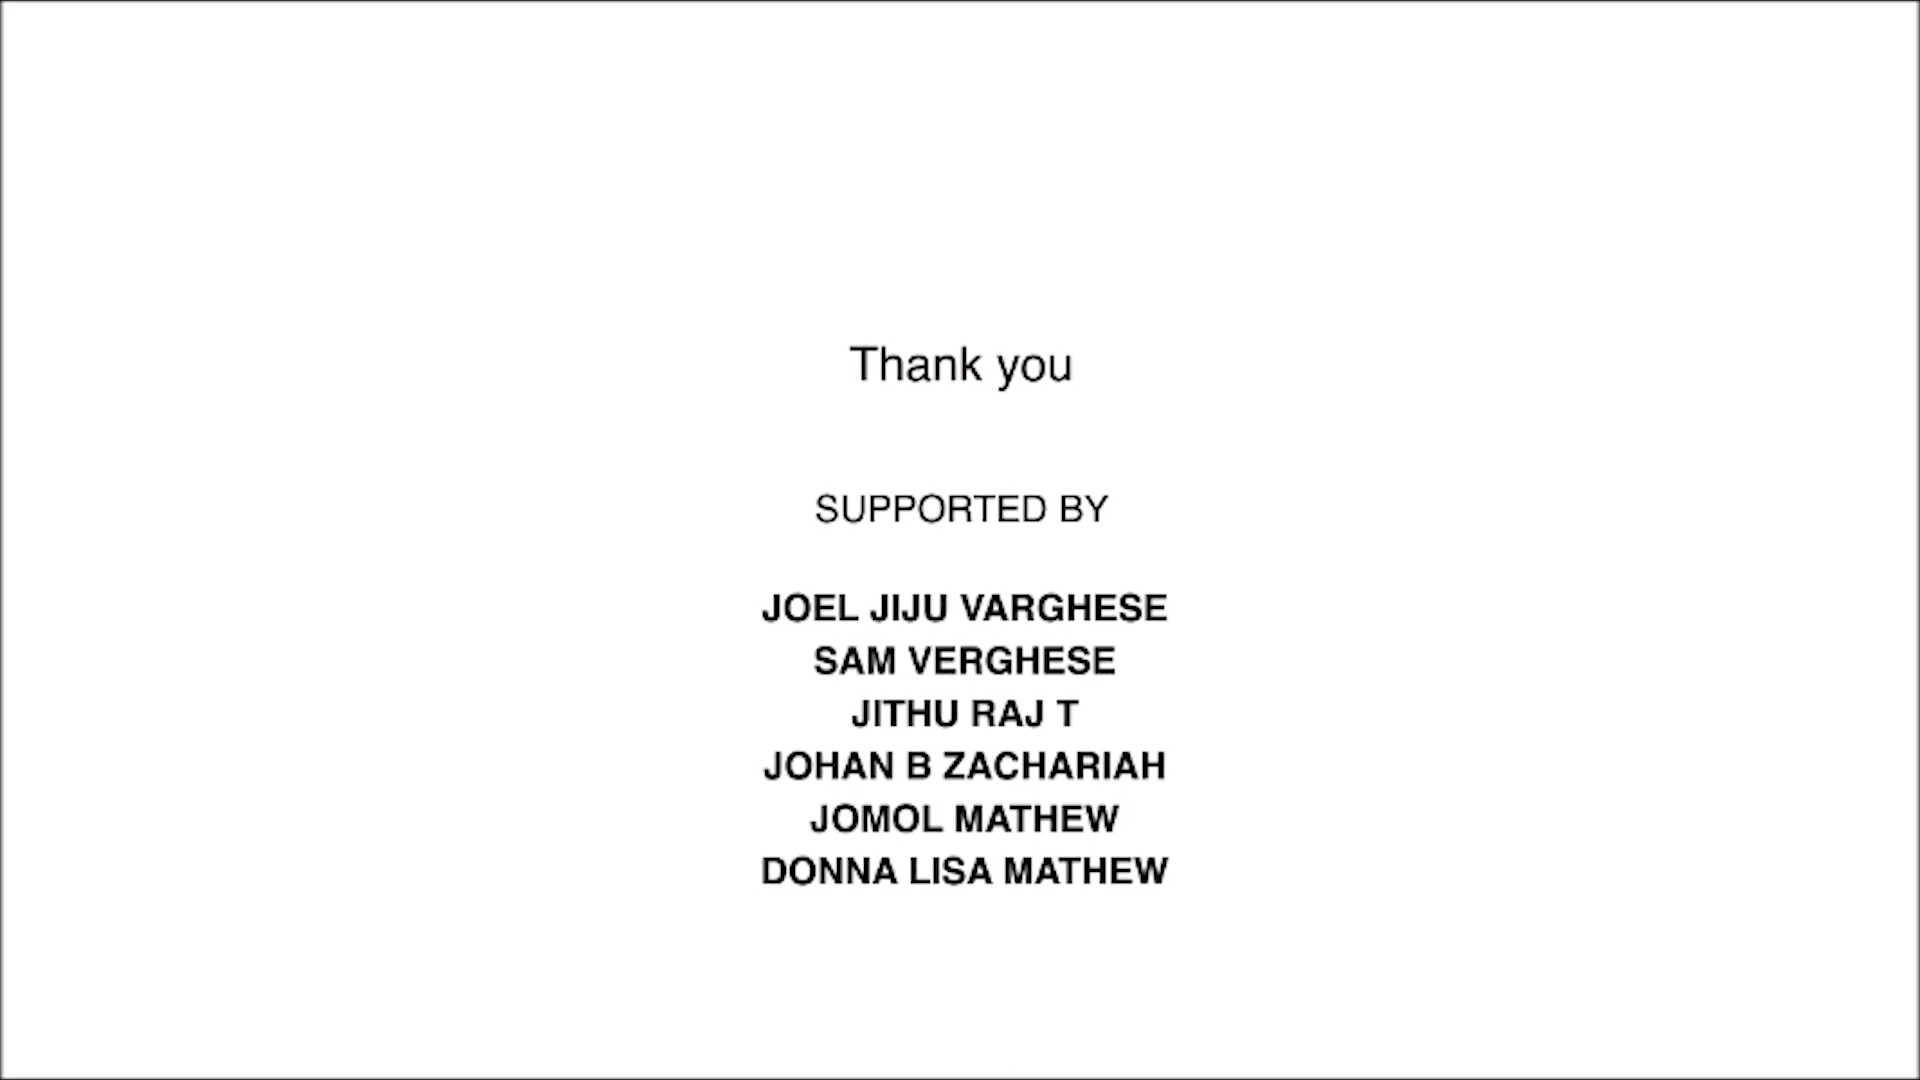 Thank you
SUPPORTED BY
JOEL JIJU VARGHESE
SAM VERGHESE
JITHU RAJ T
JOHAN B ZACHARIAH
JOMOL MATHEW
DONNA LISA MATHEW